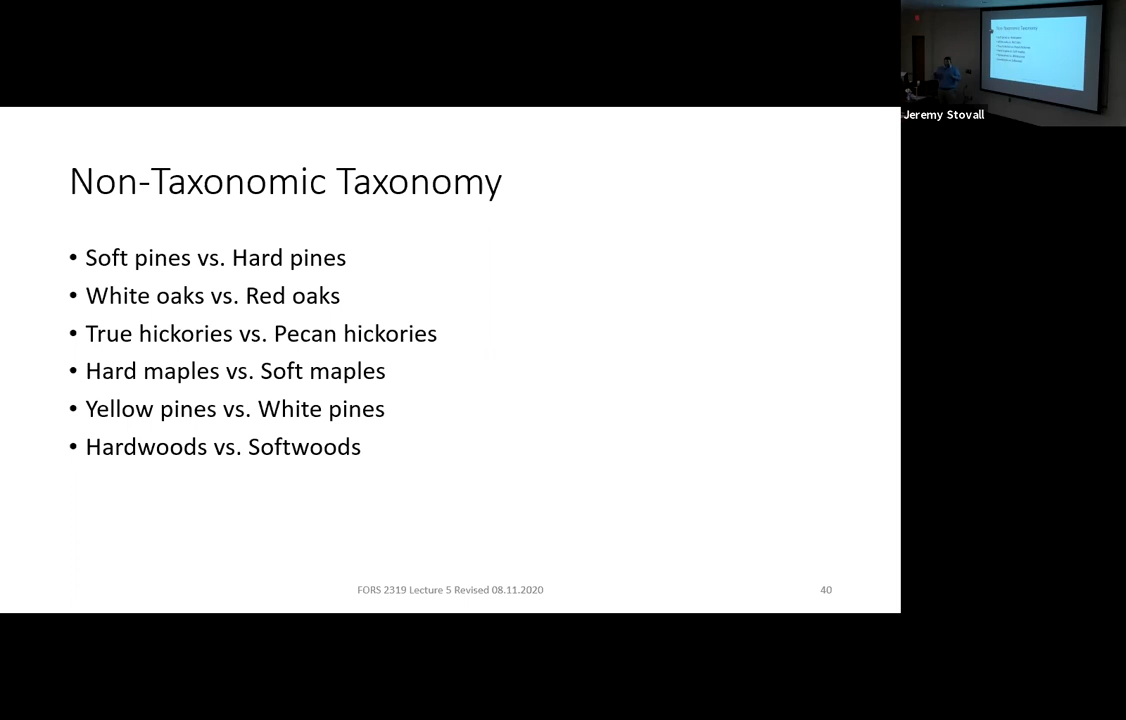 Jeremy Stovall
Non-Taxonomic Taxonomy
• Soft pines vs. Hard pines
• White oaks vs. Red oaks
• True hickories vs. Pecan hickories
• Hard maples vs. Soft maples
• Yellow pines vs. White pines
• Hardwoods vs. Softwoods
FORS 2319 Lecture 5 Revised 08.11.2020
40